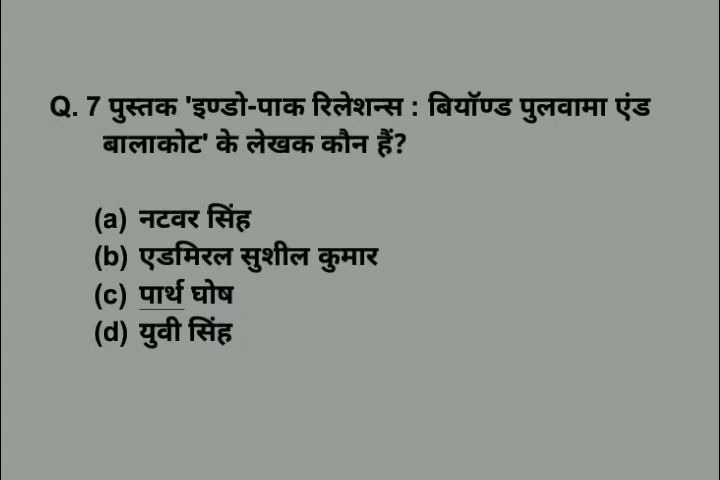 Q. 7 पुस्तक 'इण्डो-पाक रिलेशन्स : बियॉण्ड पुलवामा एंड
बालाकोट' के लेखक कौन हैं?
(a) नटवर सिंह
(b) एडमिरल सुशील कुमार
(c) पार्थ घोष
(d) युवी सिंह